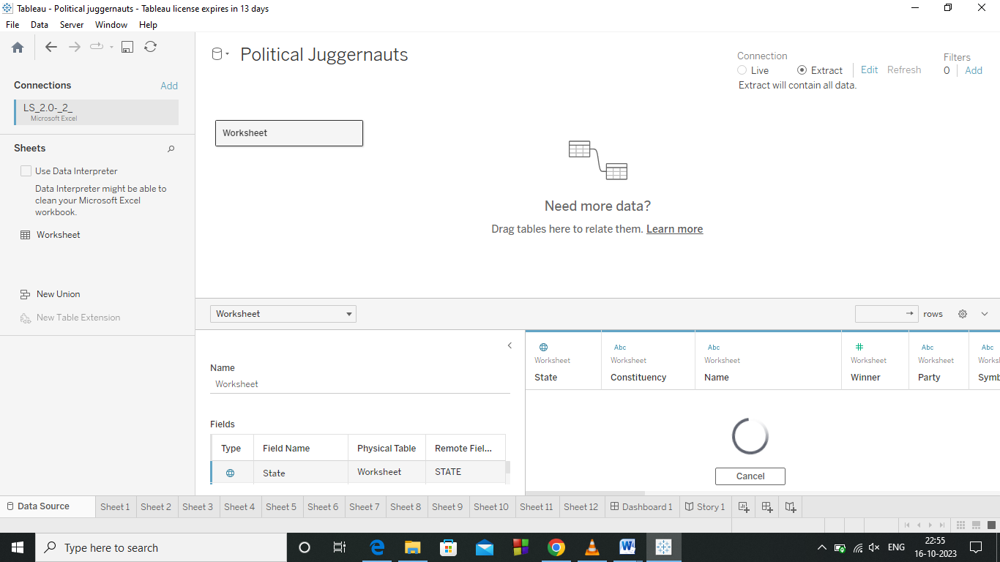 Tableau - Political juggernauts - Tableau license expires in 13 days
File Data Server Window Help
Connections Add
LS_2.0-_2_
Microsoft Excel
Sheets
Use Data Interpreter
Data Interpreter might be able to
clean your Microsoft Excel
workbook.
Worksheet
New Union
New Table Extension
Political Juggernauts
Connection
Live Extract Edit Refresh
Extract will contain all data.
Filters
0 Add
Worksheet
Need more data?
Drag tables here to relate them. Learn more
Worksheet
rows
Name
Worksheet
Fields
Type Field Name Physical Table Remote Fiel...
State Worksheet STATE
Abc Abc Abc Abc
Worksheet Worksheet Worksheet Worksheet Worksheet Works
State Constituency Name Winner Party Symb
Cancel
Data Source Sheet 1 Sheet 2 Sheet 3 Sheet 4 Sheet 5 Sheet 6 Sheet 7 Sheet 8 Sheet 9 Sheet 10 Sheet 11 Sheet 12 Dashboard 1 Story 1
Type here to search
ENG
22:55
16-10-2023